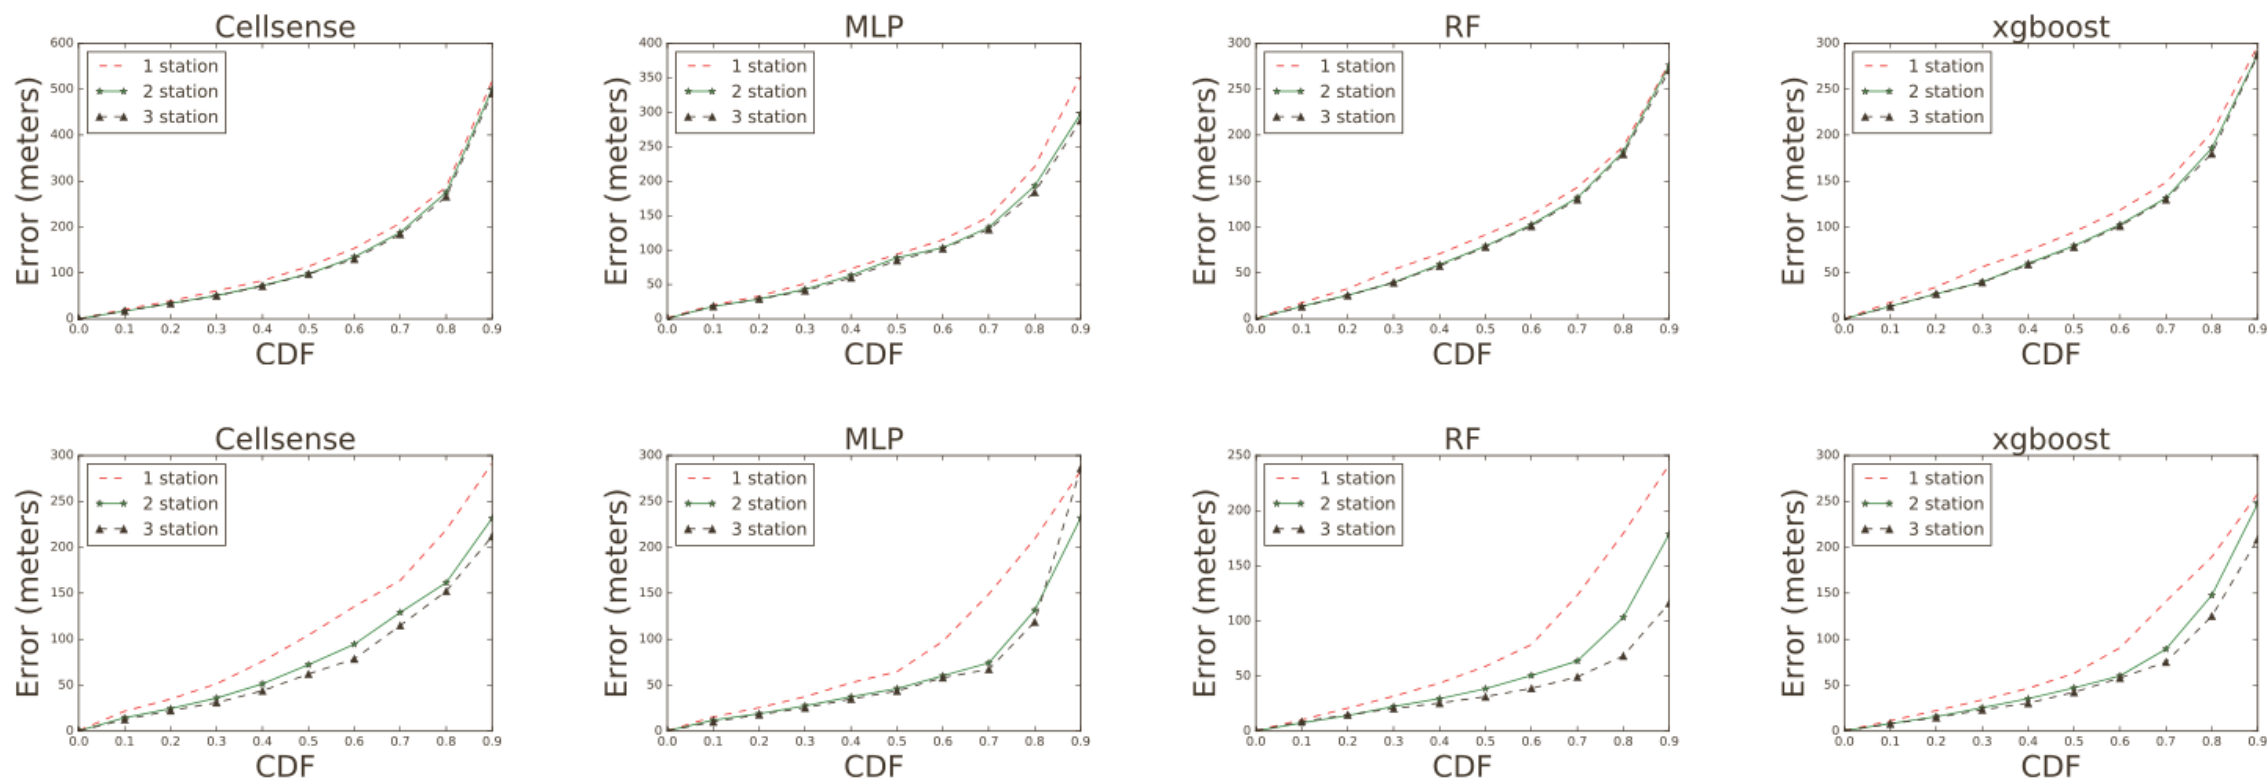 Cellsense
600
500
400
300
200
100
0
Error (meters)
1 station
2 station
3 station
0.0 0.1 0.2 0.3 0.4 0.5 0.6 0.7 0.8 0.9
CDF
MLP
400
350
300
250
200
150
100
50
0
Error (meters)
1 station
2 station
3 station
0.0 0.1 0.2 0.3 0.4 0.5 0.6 0.7 0.8 0.9
CDF
RF
300
250
200
150
100
50
0
Error (meters)
1 station
2 station
3 station
0.0 0.1 0.2 0.3 0.4 0.5 0.6 0.7 0.8 0.9
CDF
xgboost
300
250
200
150
100
50
0
Error (meters)
1 station
2 station
3 station
0.0 0.1 0.2 0.3 0.4 0.5 0.6 0.7 0.8 0.9
CDF
Cellsense
300
250
200
150
100
50
0
Error (meters)
1 station
2 station
3 station
0.0 0.1 0.2 0.3 0.4 0.5 0.6 0.7 0.8 0.9
CDF
MLP
300
250
200
150
100
50
0
Error (meters)
1 station
2 station
3 station
0.0 0.1 0.2 0.3 0.4 0.5 0.6 0.7 0.8 0.9
CDF
RF
250
200
150
100
50
0
Error (meters)
1 station
2 station
3 station
0.0 0.1 0.2 0.3 0.4 0.5 0.6 0.7 0.8 0.9
CDF
xgboost
300
250
200
150
100
50
0
Error (meters)
1 station
2 station
3 station
0.0 0.1 0.2 0.3 0.4 0.5 0.6 0.7 0.8 0.9
CDF